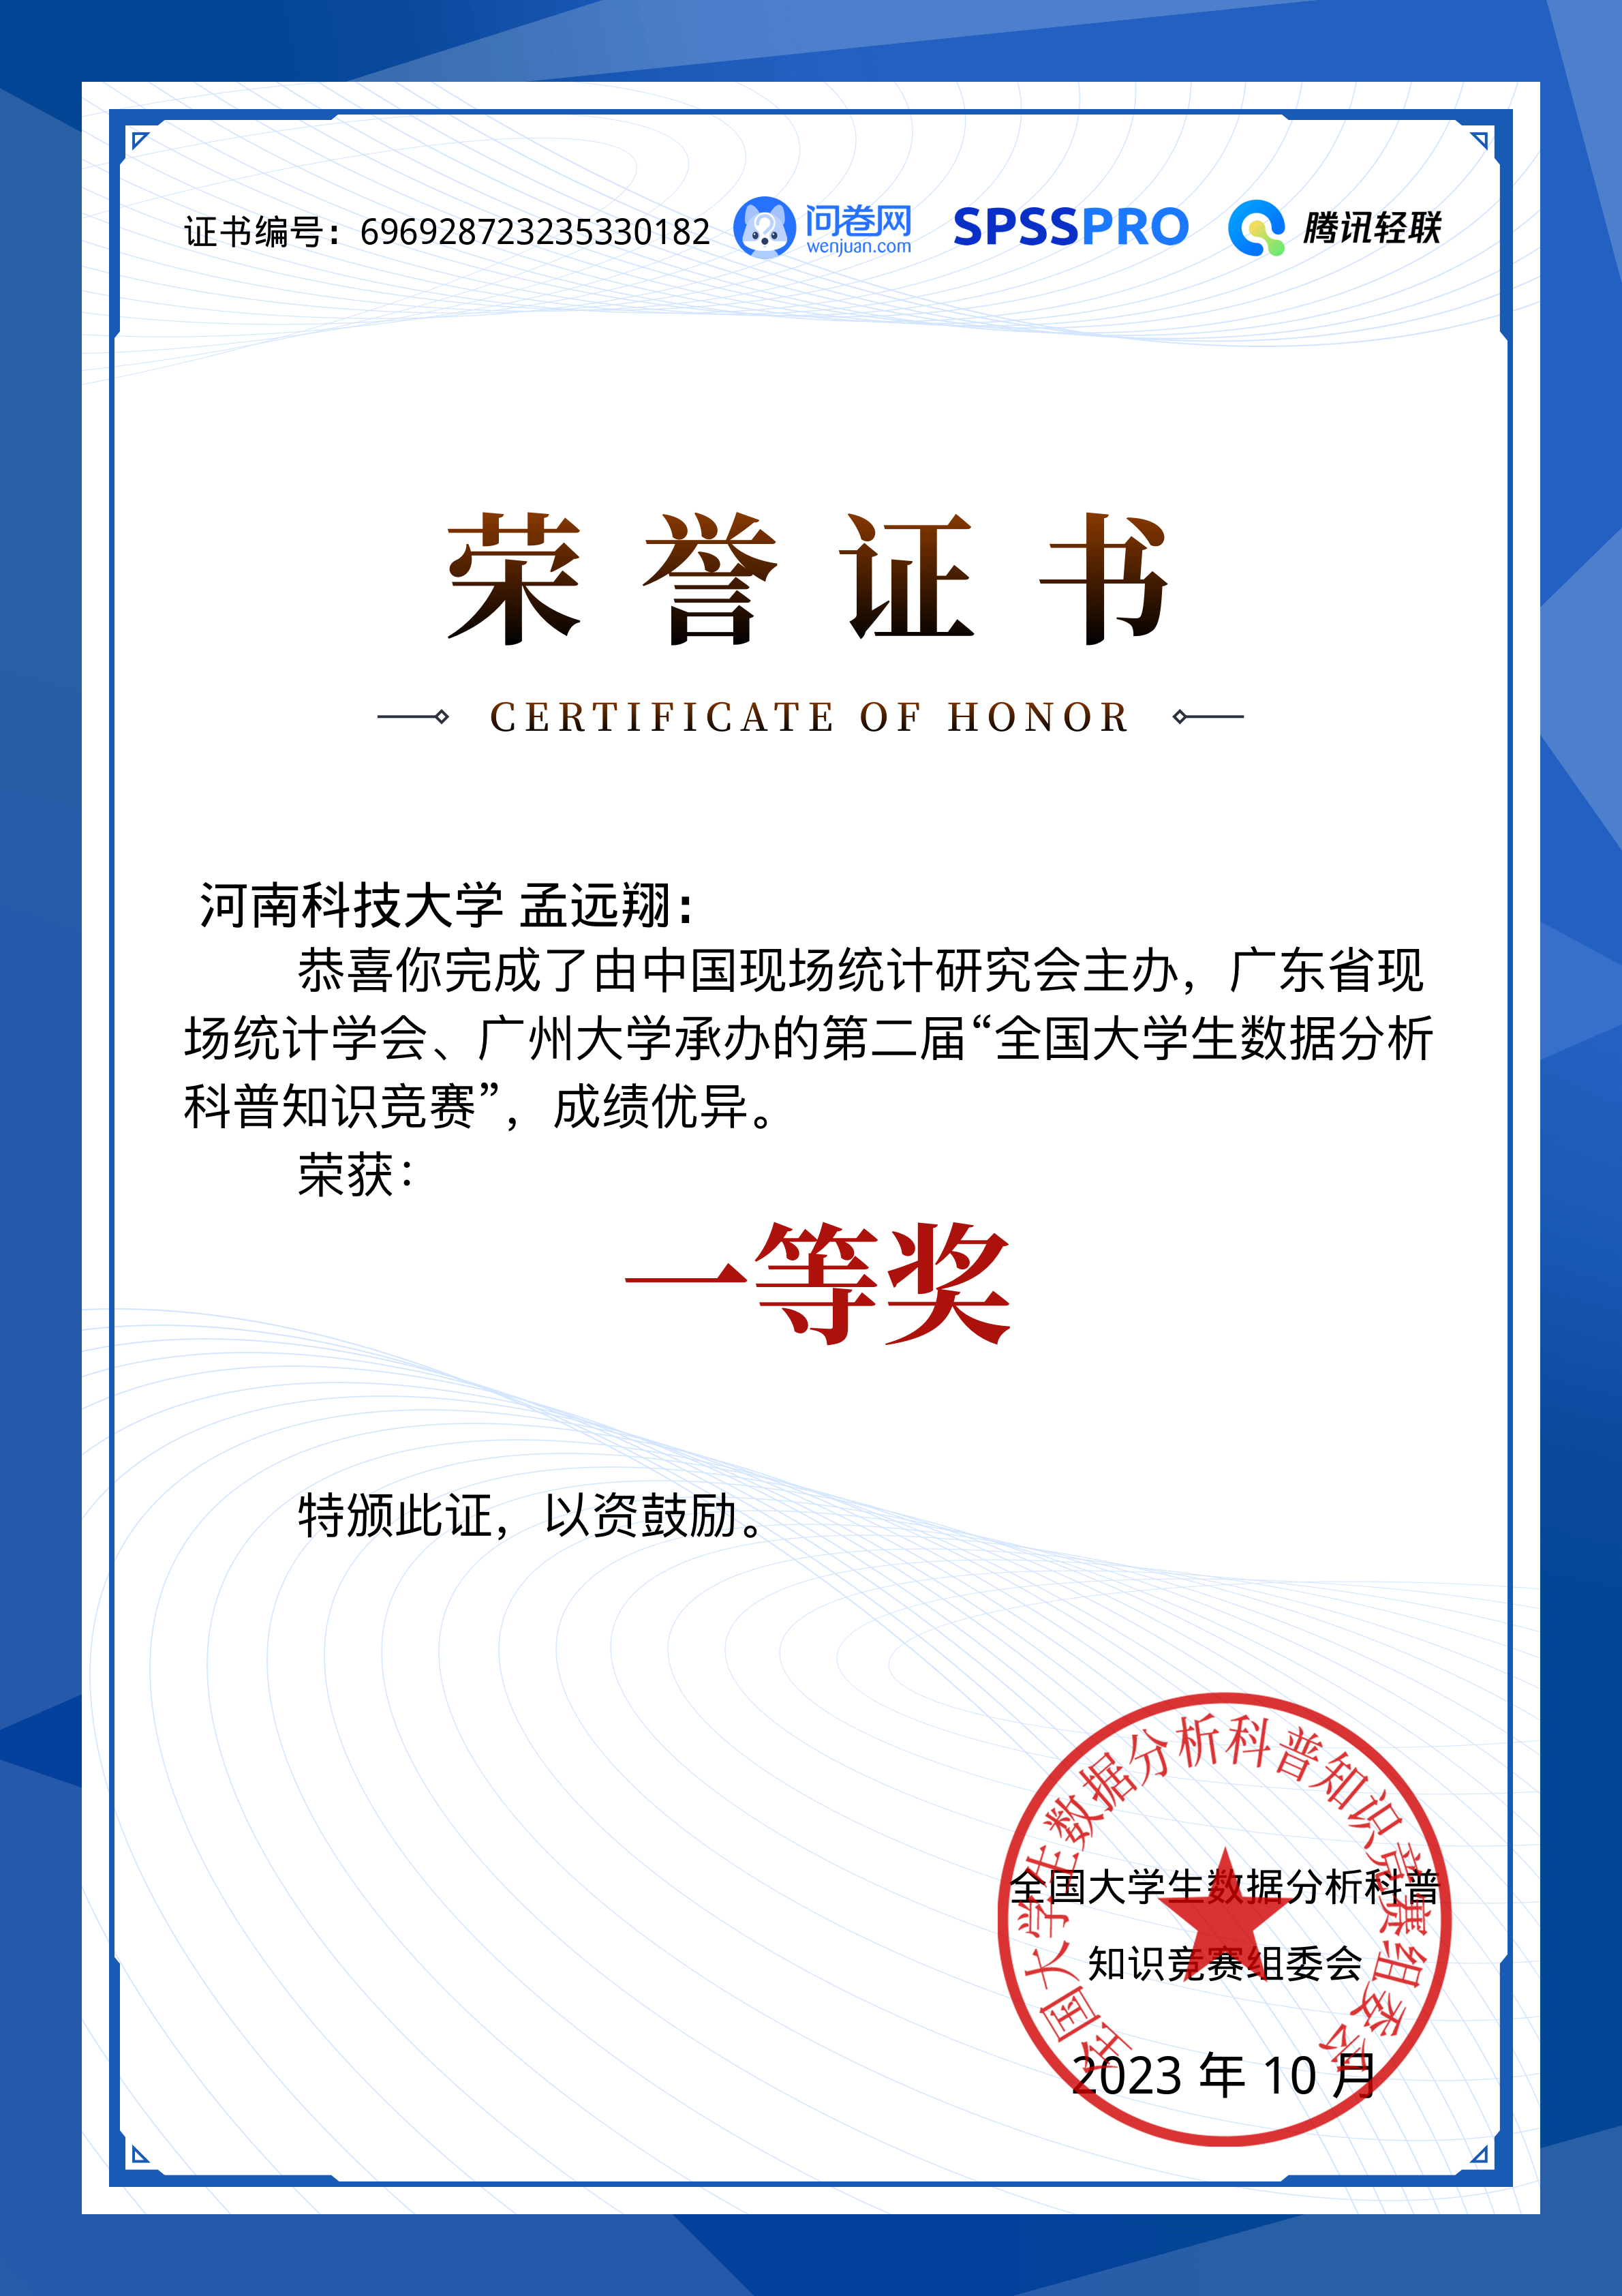 证书编号：696928723235330182
问卷网
wenjuan.com
SPSSPRO
腾讯轻联
荣誉证书
CERTIFICATE OF HONOR
河南科技大学 孟远翔：
恭喜你完成了由中国现场统计研究会主办，广东省现
场统计学会、广州大学承办的第二届“全国大学生数据分析
科普知识竞赛”，成绩优异。
荣获：
一等奖
特颁此证，以资鼓励。
全国大学生数据分析科普知识竞赛组委会
全国大学生数据分析科普
知识竞赛组委会
2023 年 10 月